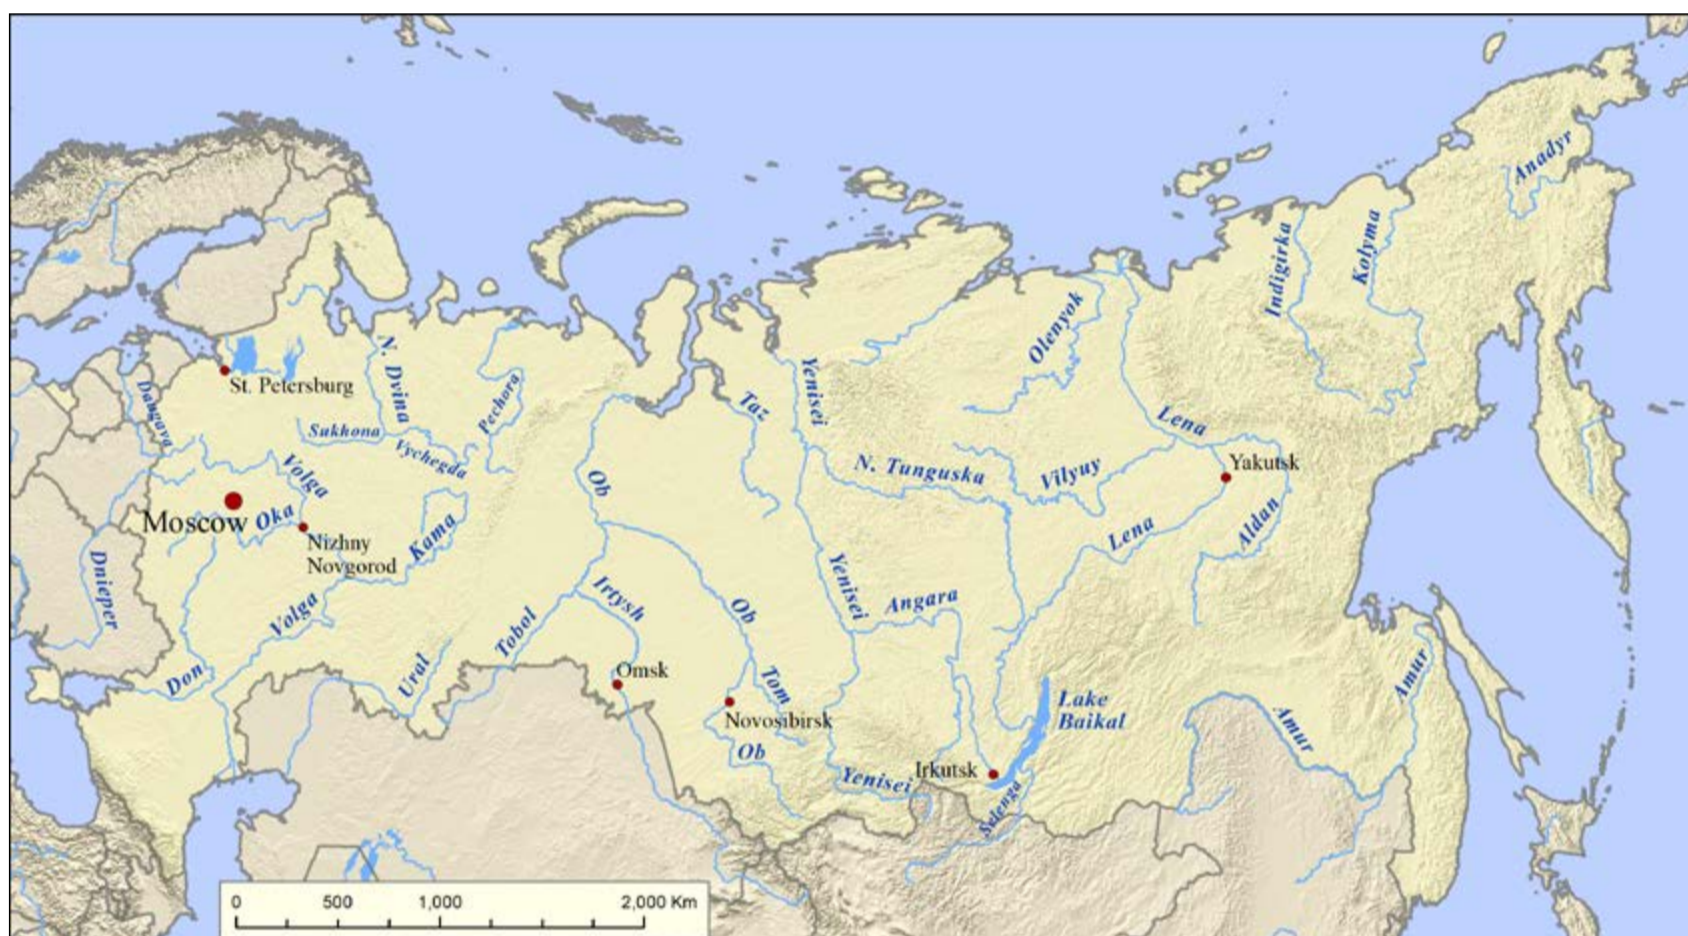 Anadyr
Kolyma
Indigirka
Olenyok
N. Dvina
Pechora
Yenisei
Taz
Lena
St. Petersburg
Daugava
Sukhona
Vychegda
Volga
Ob
N. Tunguska
Vilyuy
Yakutsk
Moscow
Oka
Nizhny
Novgorod
Kama
Lena
Aldan
Dnieper
Volga
Tobol
Irtysh
Ob
Yenisei
Angara
Don
Ural
Omsk
Tom
Novosibirsk
Ob
Lake
Baikal
Amur
Amur
Yenisei
Irkutsk
Selenga
0 500 1,000 2,000 Km